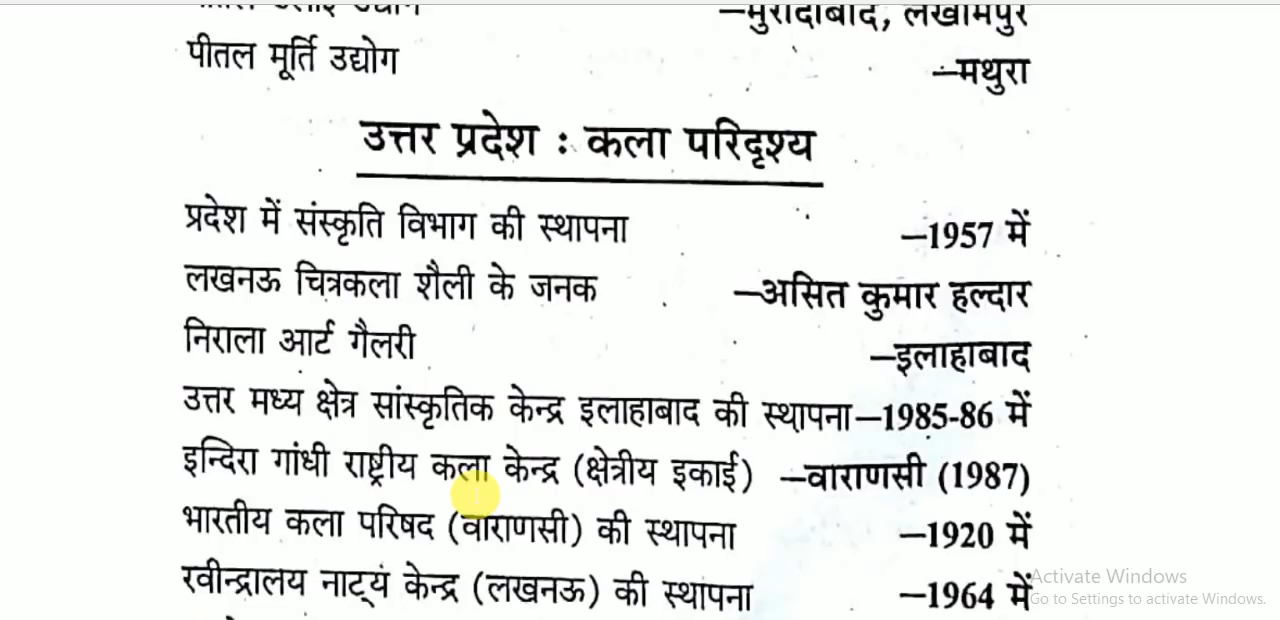 —मुरादाबाद, लखीमपुर
पीतल मूर्ति उद्योग —मथुरा
उत्तर प्रदेश : कला परिदृश्य
प्रदेश में संस्कृति विभाग की स्थापना —1957 में
लखनऊ चित्रकला शैली के जनक —असित कुमार हल्दार
निराला आर्ट गैलरी —इलाहाबाद
उत्तर मध्य क्षेत्र सांस्कृतिक केन्द्र इलाहाबाद की स्थापना—1985-86 में
इन्दिरा गांधी राष्ट्रीय कला केन्द्र (क्षेत्रीय इकाई) —वाराणसी (1987)
भारतीय कला परिषद (वाराणसी) की स्थापना —1920 में
रवीन्द्रालय नाट्यं केन्द्र (लखनऊ) की स्थापना —1964 में
Activate Windows
Go to Settings to activate Windows.